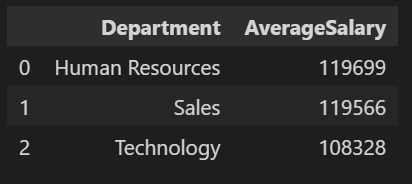 Department AverageSalary
0 Human Resources 119699
1 Sales 119566
2 Technology 108328